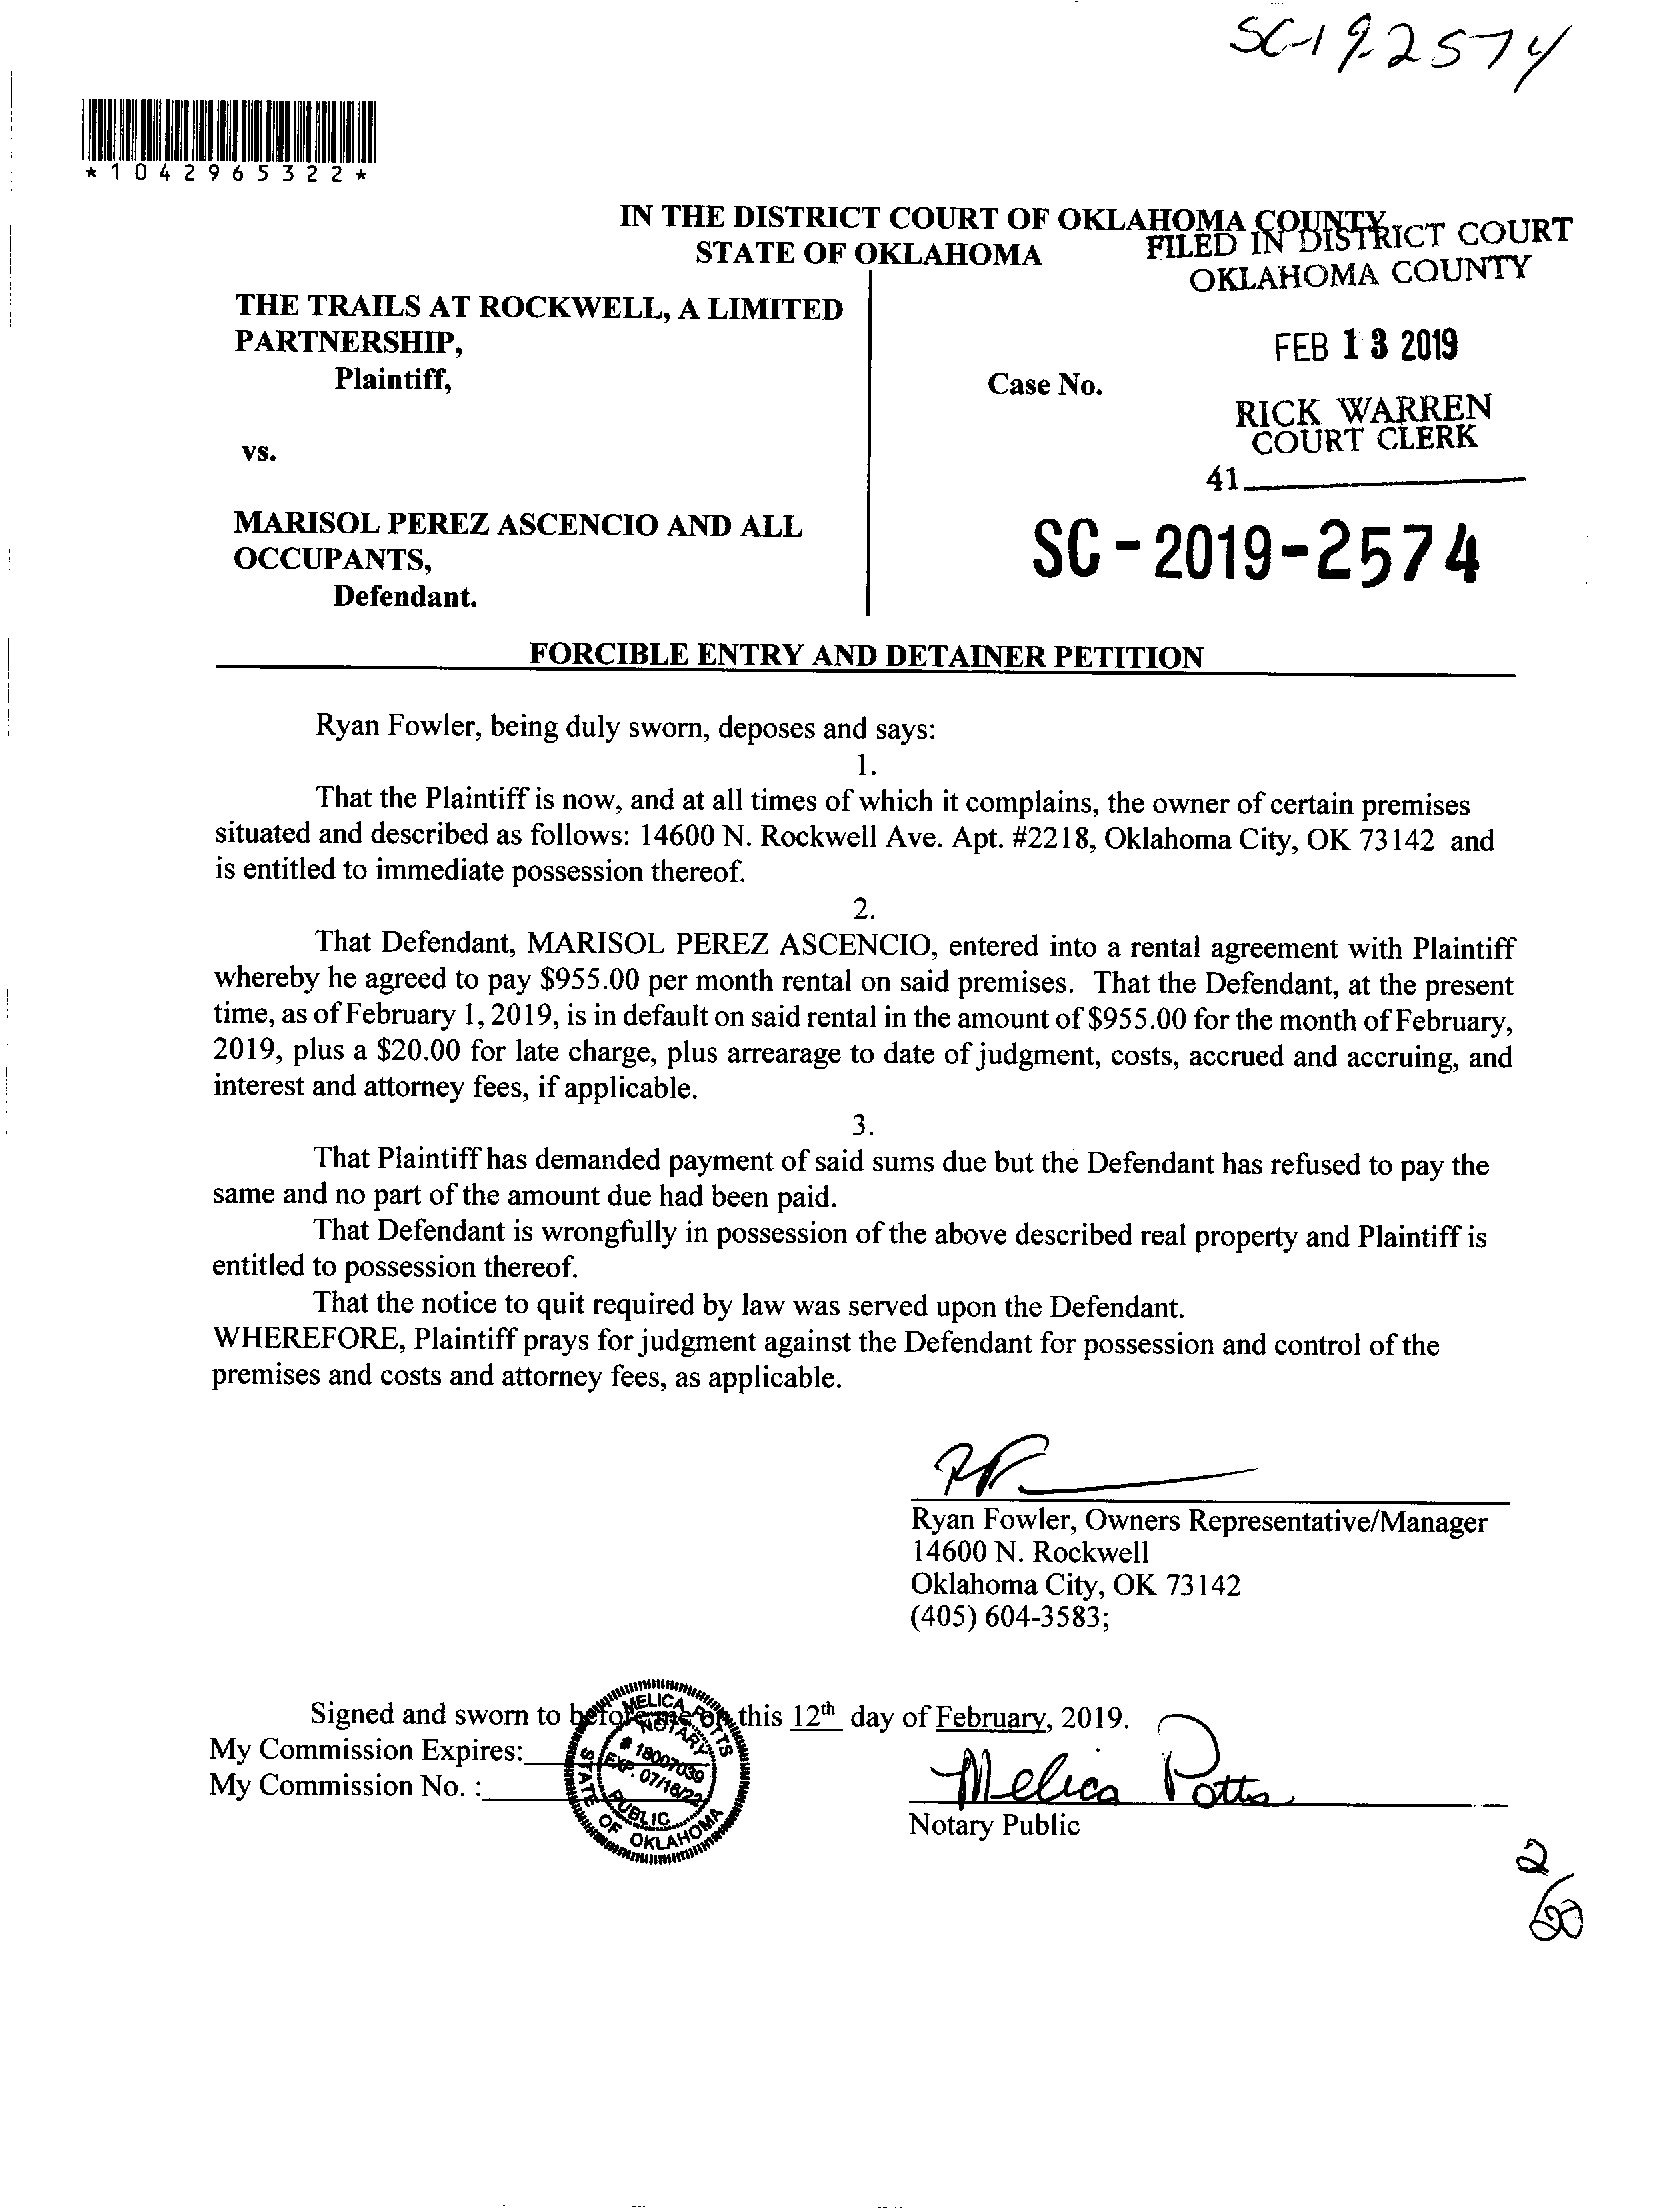 SC-192574
*1042965322*
IN THE DISTRICT COURT OF OKLAHOMA COUNTY
STATE OF OKLAHOMA
FILED IN DISTRICT COURT
OKLAHOMA COUNTY
FEB 13 2019
RICK WARREN
COURT CLERK
41
THE TRAILS AT ROCKWELL, A LIMITED
PARTNERSHIP,
Plaintiff,
Case No.
vs.
SC-2019-2574
MARISOL PEREZ ASCENCIO AND ALL
OCCUPANTS,
Defendant.
FORCIBLE ENTRY AND DETAINER PETITION
Ryan Fowler, being duly sworn, deposes and says:
1.
That the Plaintiff is now, and at all times of which it complains, the owner of certain premises
situated and described as follows: 14600 N. Rockwell Ave. Apt. #2218, Oklahoma City, OK 73142 and
is entitled to immediate possession thereof.
2.
That Defendant, MARISOL PEREZ ASCENCIO, entered into a rental agreement with Plaintiff
whereby he agreed to pay $955.00 per month rental on said premises. That the Defendant, at the present
time, as of February 1, 2019, is in default on said rental in the amount of $955.00 for the month of February,
2019, plus a $20.00 for late charge, plus arrearage to date of judgment, costs, accrued and accruing, and
interest and attorney fees, if applicable.
3.
That Plaintiff has demanded payment of said sums due but the Defendant has refused to pay the
same and no part of the amount due had been paid.
That Defendant is wrongfully in possession of the above described real property and Plaintiff is
entitled to possession thereof.
That the notice to quit required by law was served upon the Defendant.
WHEREFORE, Plaintiff prays for judgment against the Defendant for possession and control of the
premises and costs and attorney fees, as applicable.
Ryan Fowler, Owners Representative/Manager
14600 N. Rockwell
Oklahoma City, OK 73142
(405) 604-3583;
Signed and sworn to before me on this 12th day of February, 2019.
My Commission Expires:
My Commission No. :
MELICA POTTS
NOTARY
# 18007039
EXP. 07/16/22
PUBLIC
STATE OF OKLAHOMA
Melica Potts
Notary Public
2